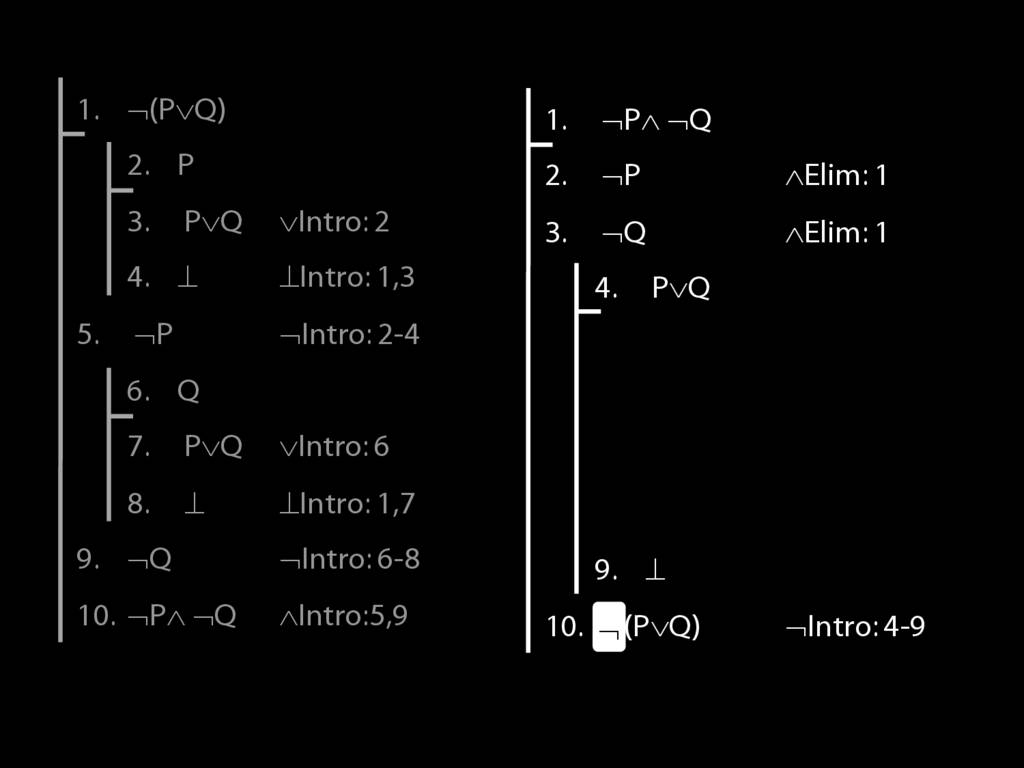 1. ¬(P∨Q)
2. P
3. P∨Q ∨Intro: 2
4. ⊥ ⊥Intro: 1,3
5. ¬P ¬Intro: 2-4
6. Q
7. P∨Q ∨Intro: 6
8. ⊥ ⊥Intro: 1,7
9. ¬Q ¬Intro: 6-8
10. ¬P∧ ¬Q ∧Intro:5,9
1. ¬P∧ ¬Q
2. ¬P ∧Elim: 1
3. ¬Q ∧Elim: 1
4. P∨Q
9. ⊥
10. ¬(P∨Q) ¬Intro: 4-9